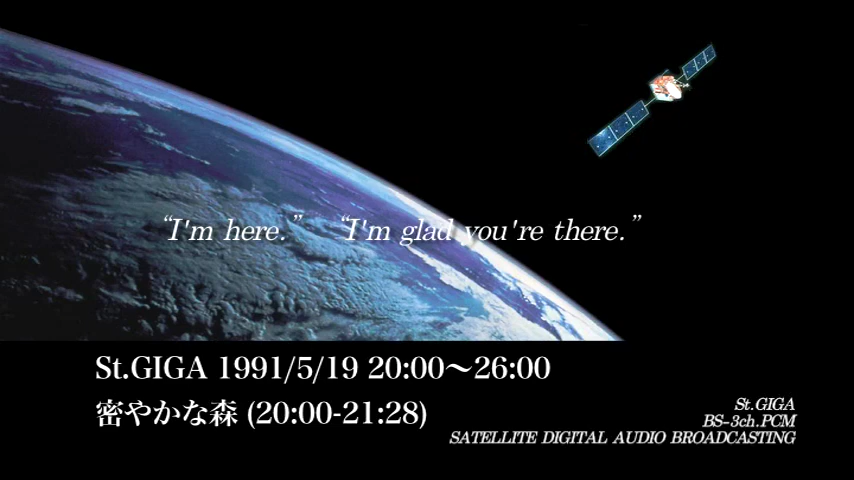 “I'm here.” “I'm glad you're there.”
St.GIGA 1991/5/19 20:00〜26:00
密やかな森 (20:00-21:28)
St.GIGA
BS-3ch.PCM
SATELLITE DIGITAL AUDIO BROADCASTING